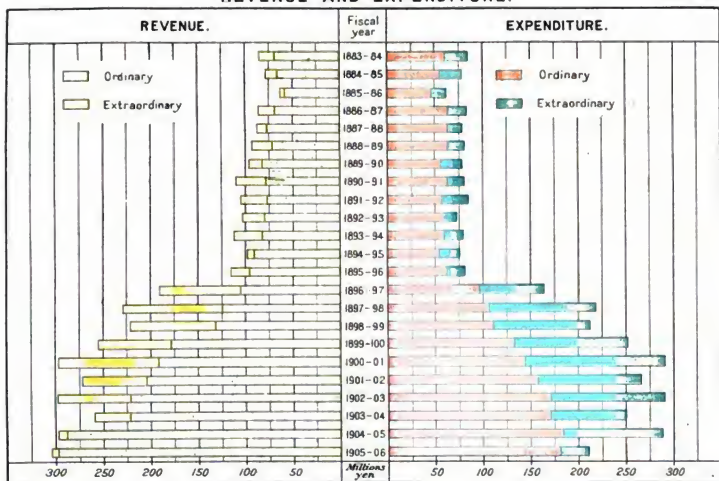 REVENUE AND EXPENDITURE.
REVENUE.
Fiscal
year
EXPENDITURE.
Ordinary
Extraordinary
Ordinary
Extraordinary
1883-84
1884-85
1885-86
1886-87
1887-88
1888-89
1889-90
1890-91
1891-92
1892-93
1893-94
1894-95
1895-96
1896-97
1897-98
1898-99
1899-100
1900-01
1901-02
1902-03
1903-04
1904-05
1905-06
300 250 200 150 100 50 Millions yen 50 100 150 200 250 300